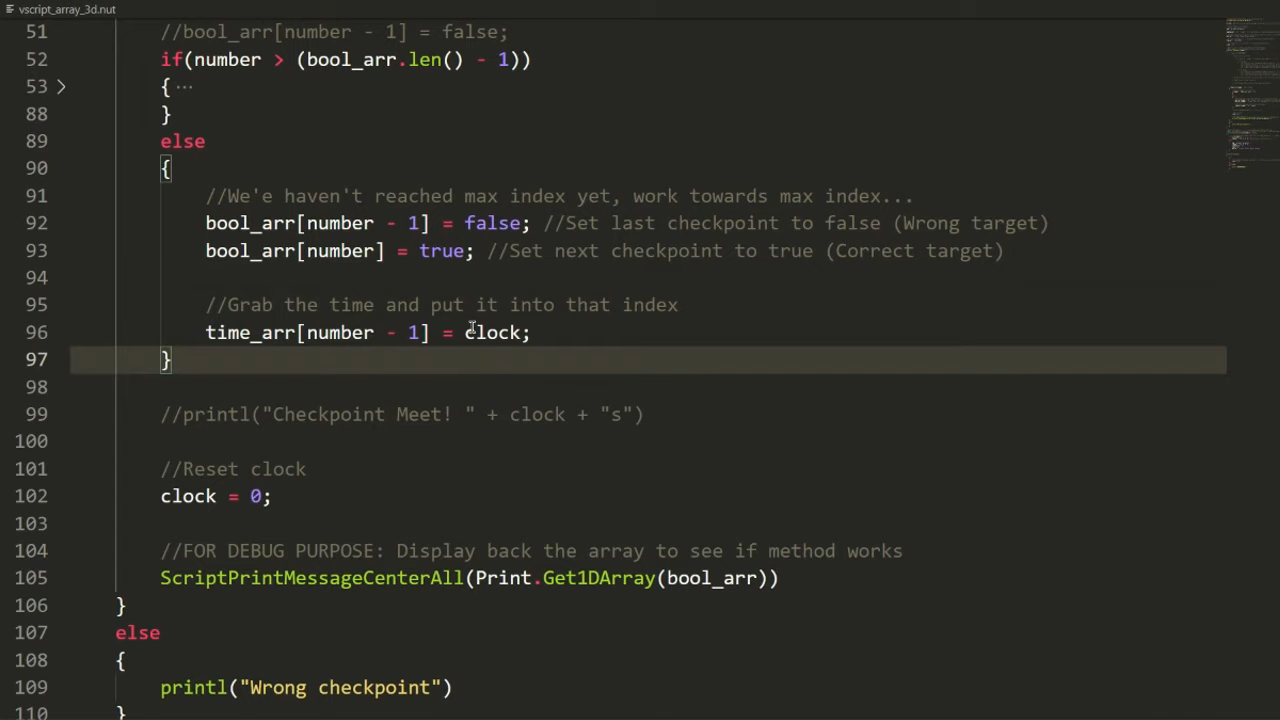 vscript_array_3d.nut
51 //bool_arr[number - 1] = false;
52 if(number > (bool_arr.len() - 1))
53 {···
88 }
89 else
90 {
91 //We'e haven't reached max index yet, work towards max index...
92 bool_arr[number - 1] = false; //Set last checkpoint to false (Wrong target)
93 bool_arr[number] = true; //Set next checkpoint to true (Correct target)
94
95 //Grab the time and put it into that index
96 time_arr[number - 1] = clock;
97 }
98
99 //printl("Checkpoint Meet! " + clock + "s")
100
101 //Reset clock
102 clock = 0;
103
104 //FOR DEBUG PURPOSE: Display back the array to see if method works
105 ScriptPrintMessageCenterAll(Print.Get1DArray(bool_arr))
106 }
107 else
108 {
109 printl("Wrong checkpoint")
110 }